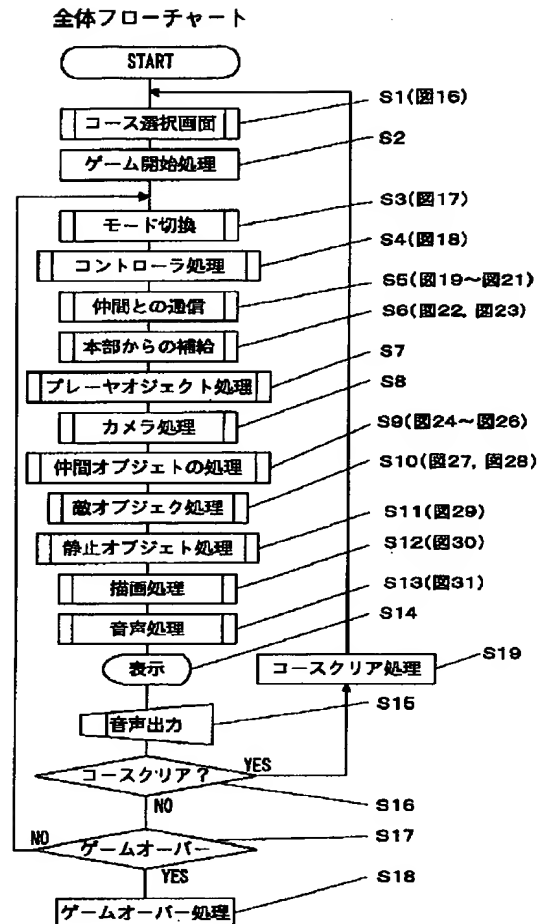 全体フローチャート
START
コース選択画面
S1(図16)
ゲーム開始処理
S2
モード切換
S3(図17)
コントローラ処理
S4(図18)
仲間との通信
S5(図19～図21)
本部からの補給
S6(図22, 図23)
プレーヤオジェクト処理
S7
カメラ処理
S8
仲間オブジェトの処理
S9(図24～図26)
敵オブジェク処理
S10(図27, 図28)
静止オブジェト処理
S11(図29)
描画処理
S12(図30)
音声処理
S13(図31)
表示
S14
コースクリア処理
S19
音声出力
S15
コースクリア？
YES
S16
NO
ゲームオーバー
NO
S17
YES
ゲームオーバー処理
S18